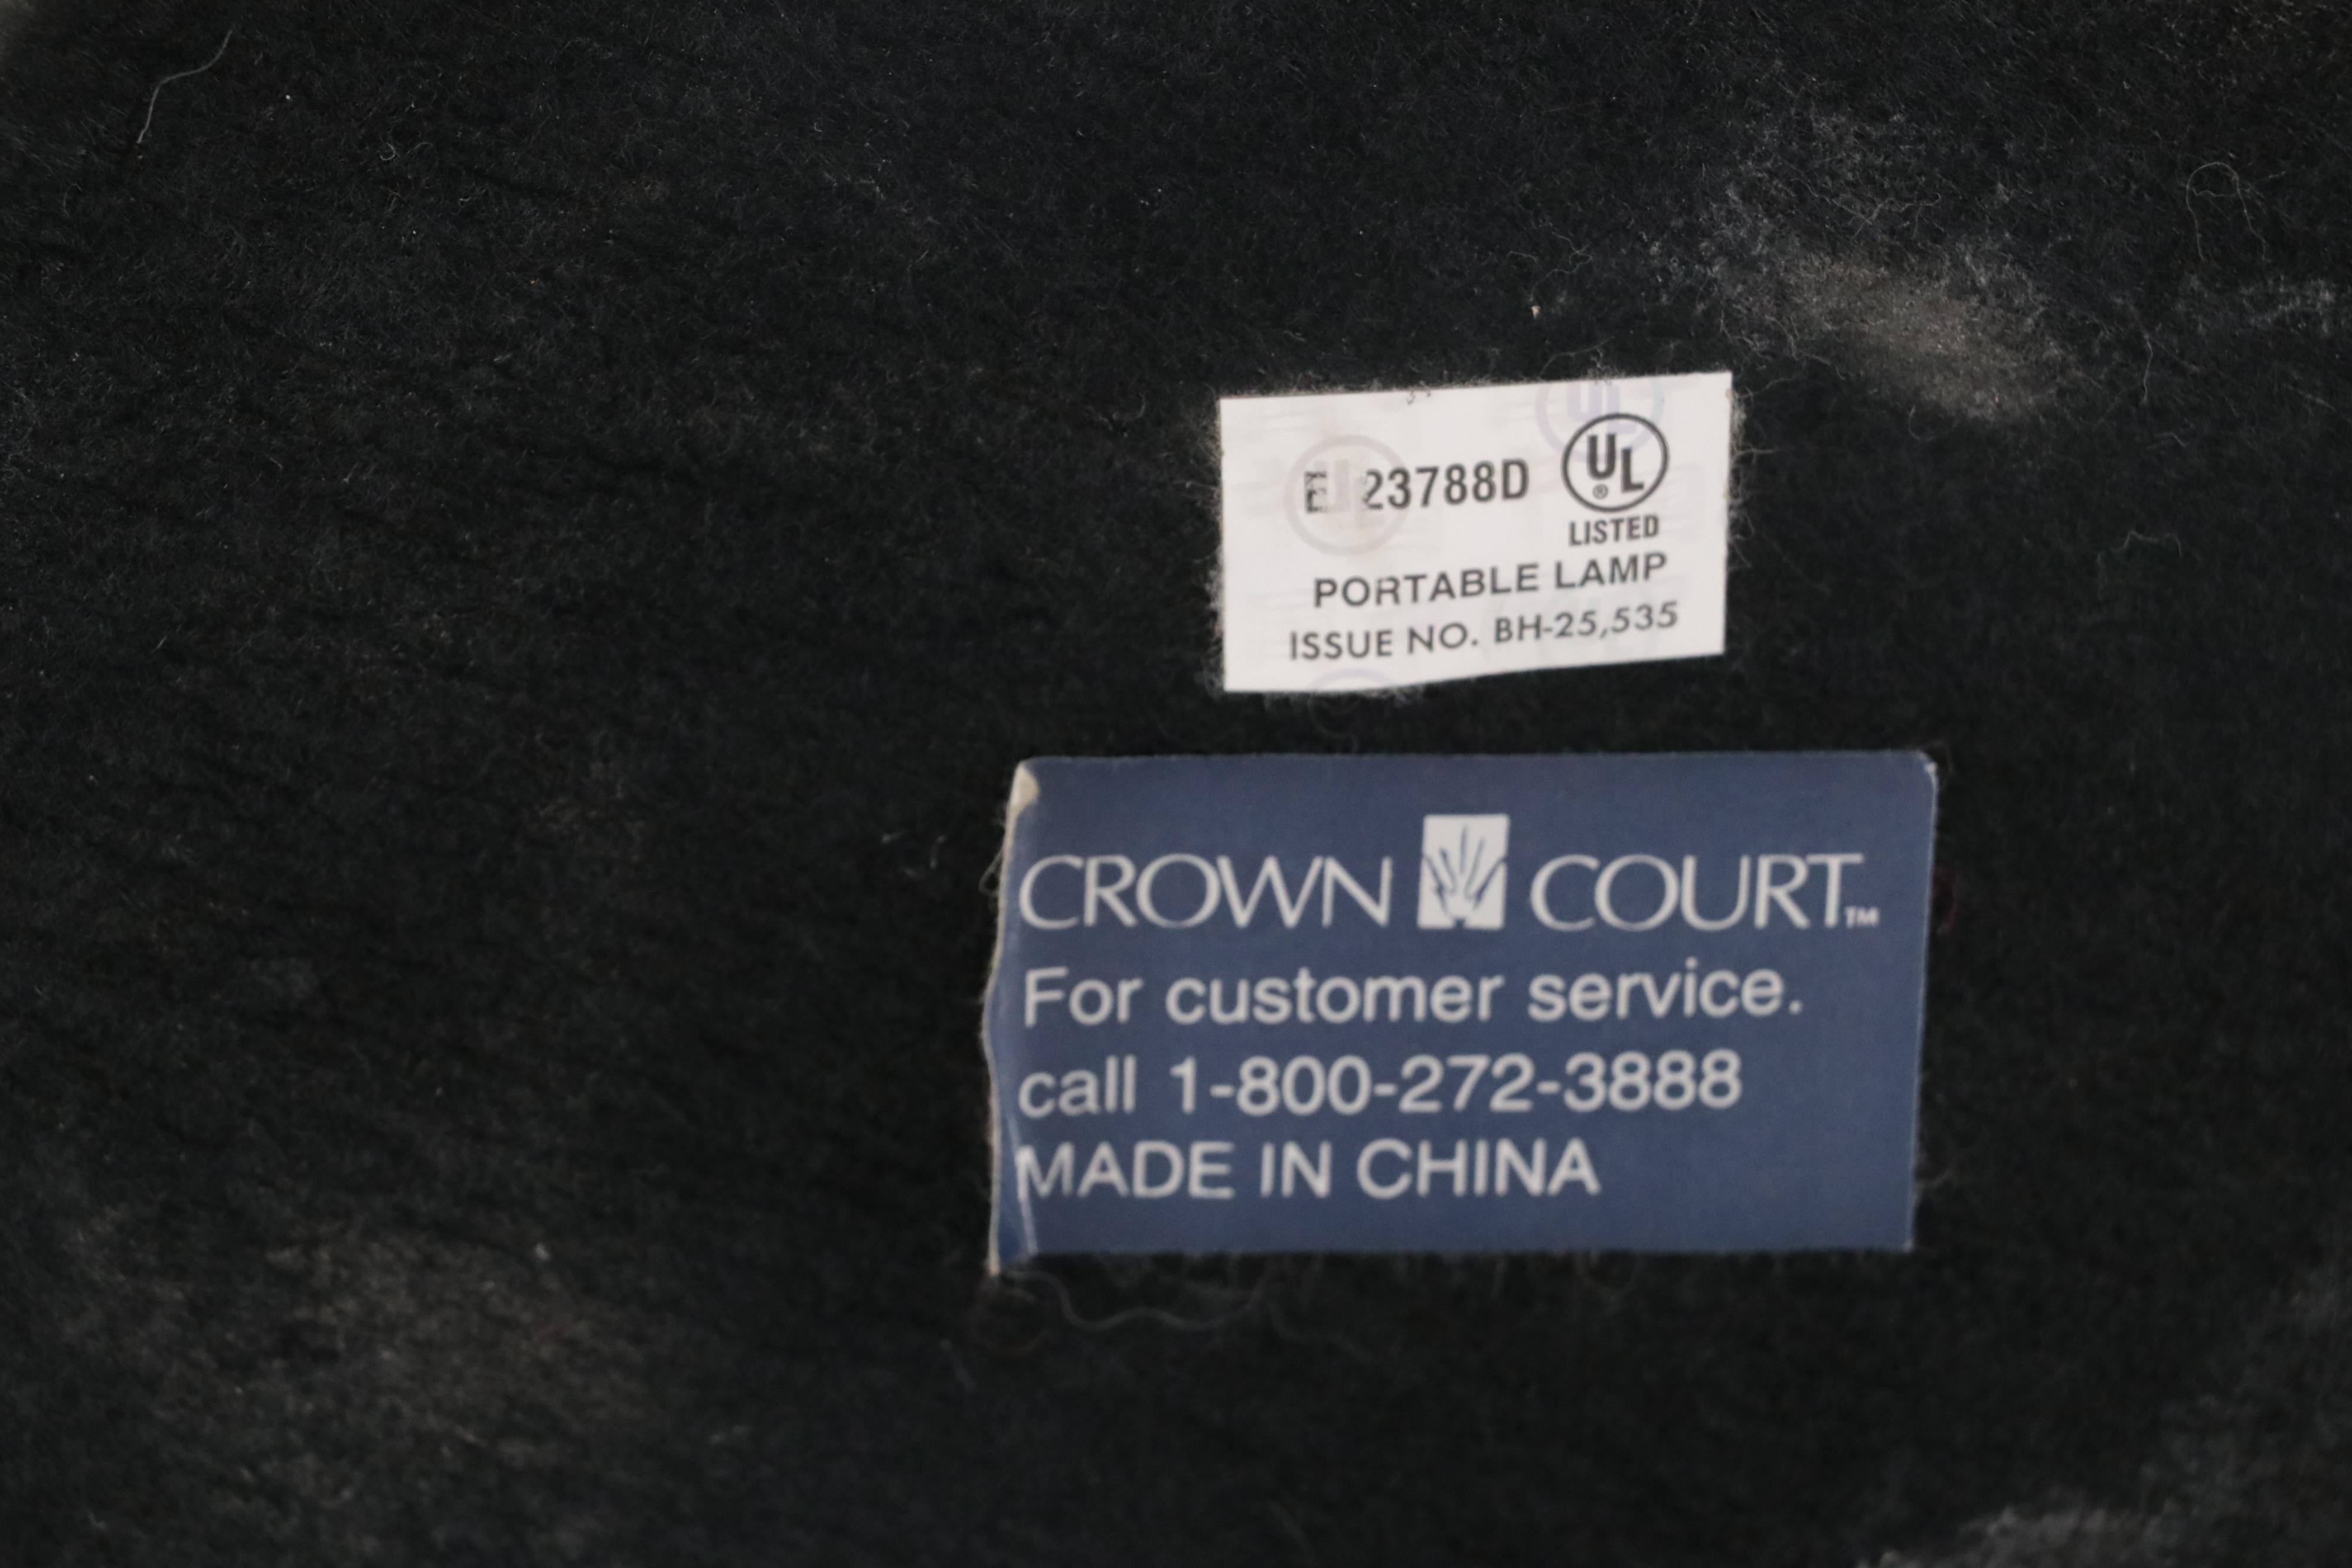 E 23788D UL®
LISTED
PORTABLE LAMP
ISSUE NO. BH-25,535
CROWN COURT™
For customer service.
call 1-800-272-3888
MADE IN CHINA